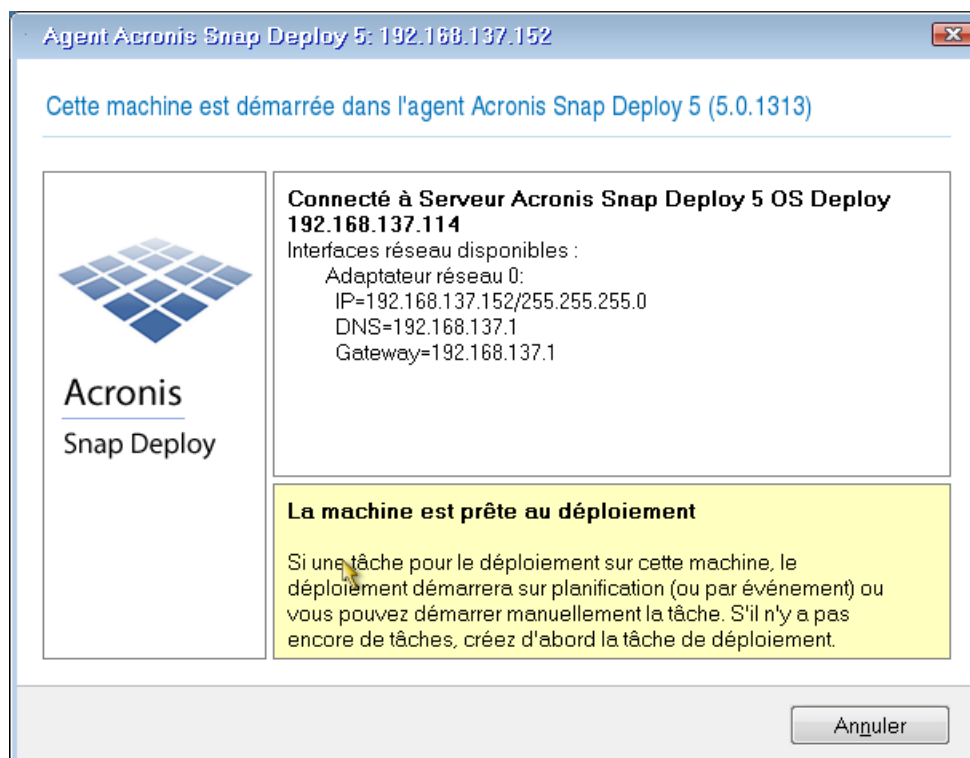 Agent Acronis Snap Deploy 5: 192.168.137.152
Cette machine est démarrée dans l'agent Acronis Snap Deploy 5 (5.0.1313)
Acronis
Snap Deploy
Connecté à Serveur Acronis Snap Deploy 5 OS Deploy
192.168.137.114
Interfaces réseau disponibles :
Adaptateur réseau 0:
IP=192.168.137.152/255.255.255.0
DNS=192.168.137.1
Gateway=192.168.137.1
La machine est prête au déploiement
Si une tâche pour le déploiement sur cette machine, le
déploiement démarrera sur planification (ou par événement) ou
vous pouvez démarrer manuellement la tâche. S'il n'y a pas
encore de tâches, créez d'abord la tâche de déploiement.
Annuler